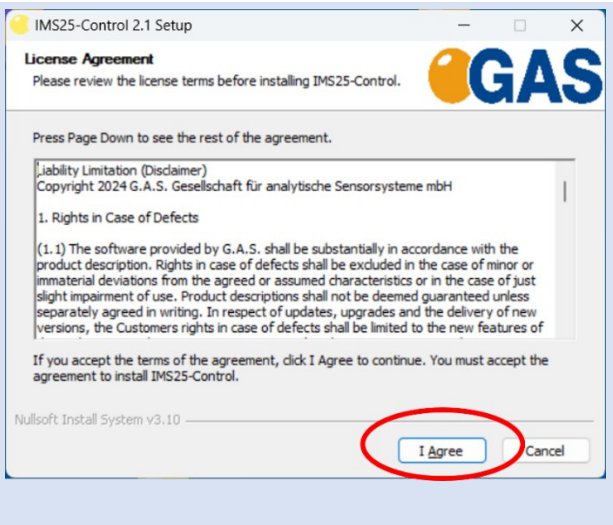 IMS25-Control 2.1 Setup
License Agreement
Please review the license terms before installing IMS25-Control.
GAS
Press Page Down to see the rest of the agreement.
Liability Limitation (Disclaimer)
Copyright 2024 G.A.S. Gesellschaft für analytische Sensorsysteme mbH
1. Rights in Case of Defects
(1.1) The software provided by G.A.S. shall be substantially in accordance with the
product description. Rights in case of defects shall be excluded in the case of minor or
immaterial deviations from the agreed or assumed characteristics or in the case of just
slight impairment of use. Product descriptions shall not be deemed guaranteed unless
separately agreed in writing. In respect of updates, upgrades and the delivery of new
versions, the Customers rights in case of defects shall be limited to the new features of
If you accept the terms of the agreement, click I Agree to continue. You must accept the
agreement to install IMS25-Control.
Nullsoft Install System v3.10
I Agree
Cancel